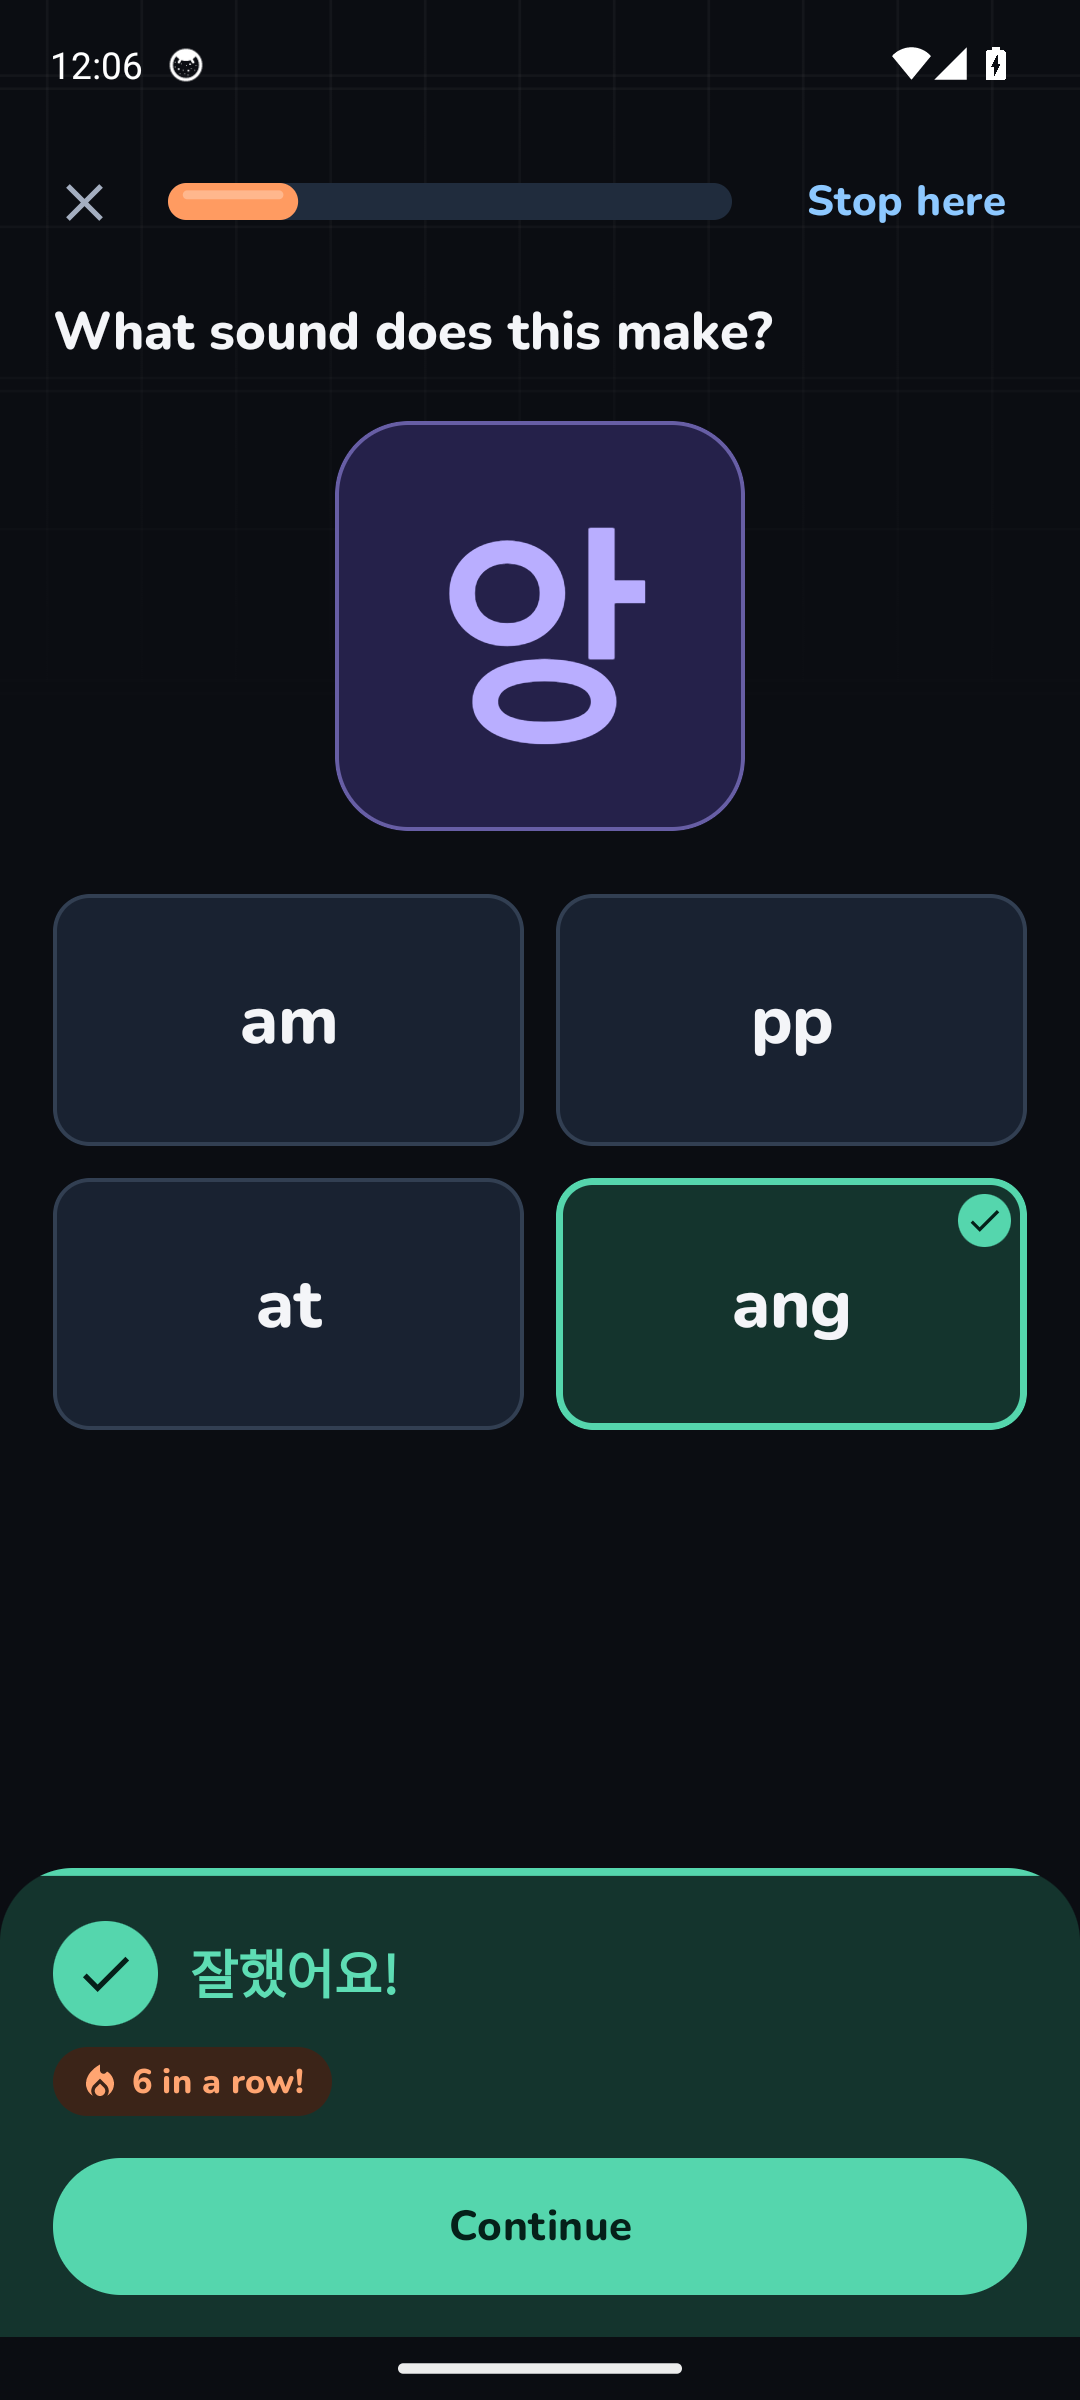 12:06
Stop here
What sound does this make?
앙
am
pp
at
ang
잘했어요!
6 in a row!
Continue